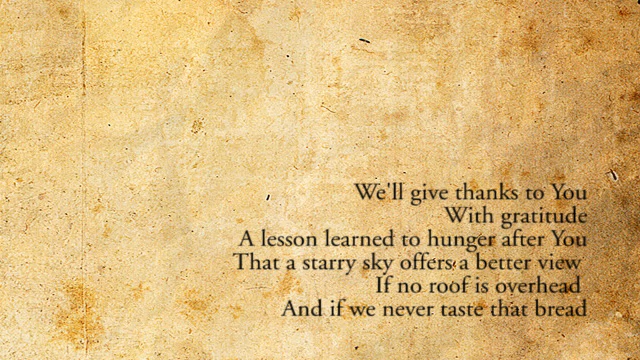 We'll give thanks to You
With gratitude
A lesson learned to hunger after You
That a starry sky offers a better view
If no roof is overhead
And if we never taste that bread